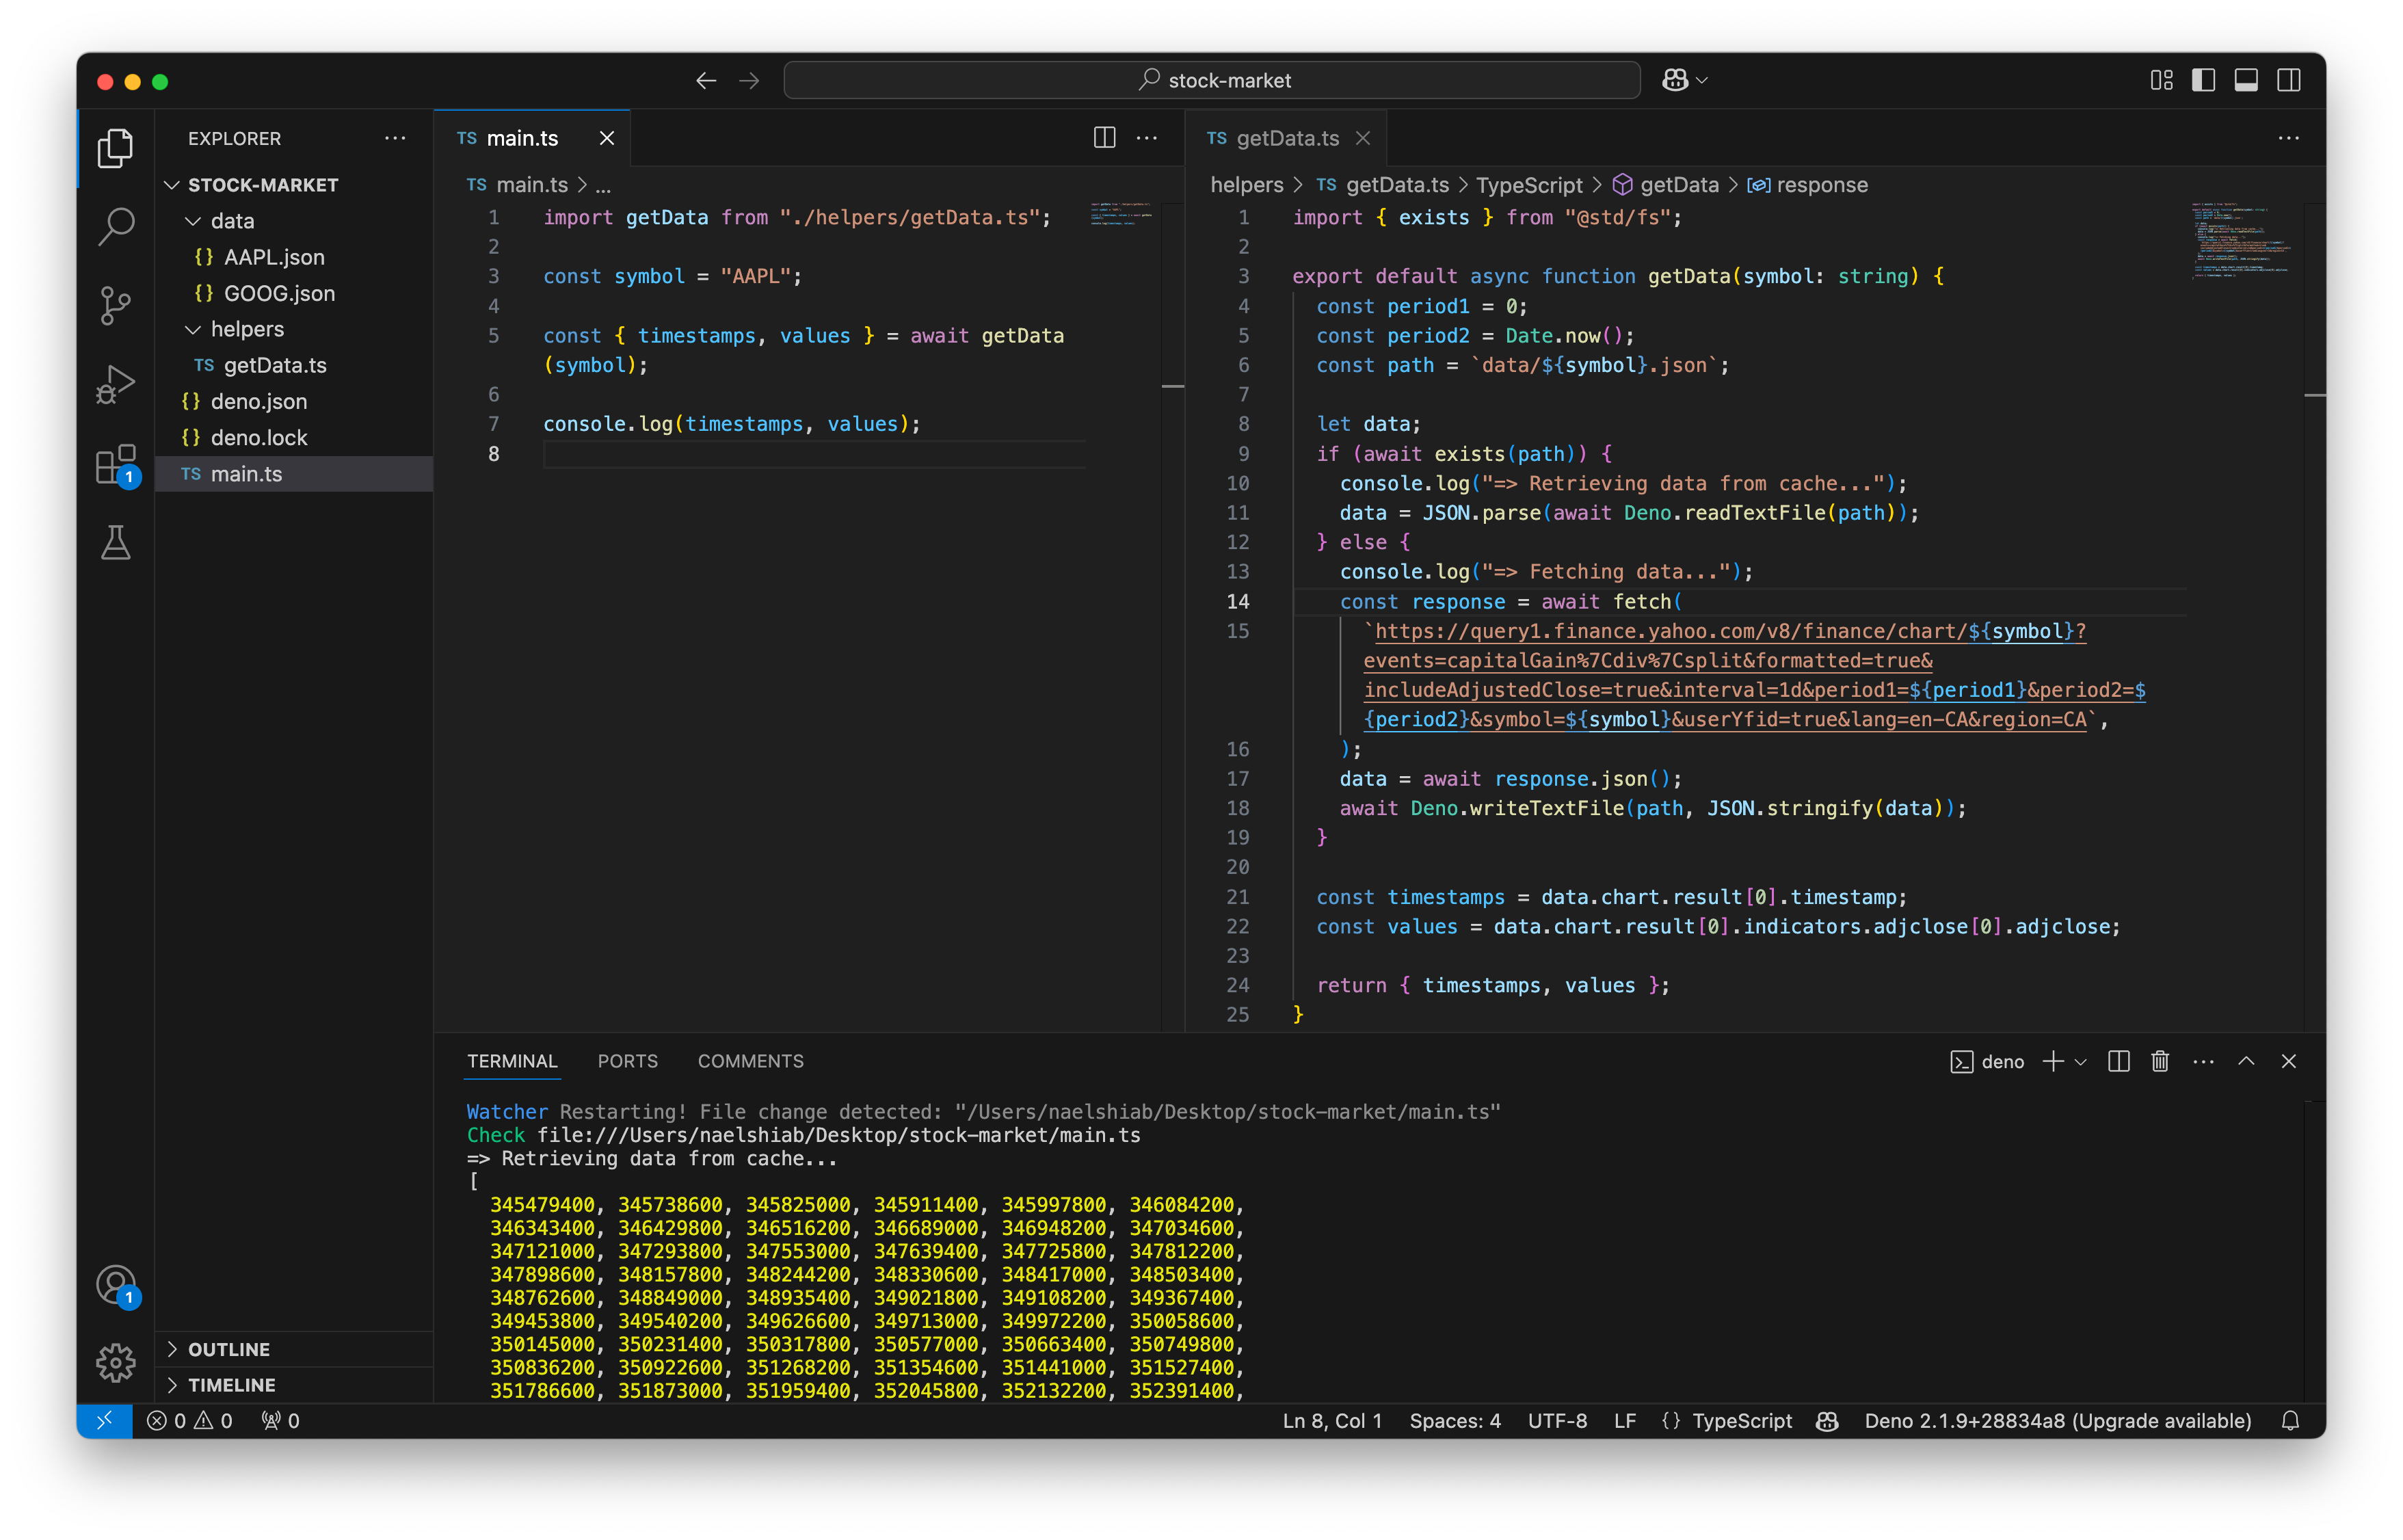 stock-market
EXPLORER
STOCK-MARKET
data
{} AAPL.json
{} GOOG.json
helpers
TS getData.ts
{} deno.json
{} deno.lock
TS main.ts
1
1
OUTLINE
TIMELINE
TS main.ts
TS main.ts > ...
1 import getData from "./helpers/getData.ts";
2
3 const symbol = "AAPL";
4
5 const { timestamps, values } = await getData
(symbol);
6
7 console.log(timestamps, values);
8
TS getData.ts
helpers > TS getData.ts > TypeScript > getData > response
1 import { exists } from "@std/fs";
2
3 export default async function getData(symbol: string) {
4 const period1 = 0;
5 const period2 = Date.now();
6 const path = `data/${symbol}.json`;
7
8 let data;
9 if (await exists(path)) {
10 console.log("=> Retrieving data from cache...");
11 data = JSON.parse(await Deno.readTextFile(path));
12 } else {
13 console.log("=> Fetching data...");
14 const response = await fetch(
15 `https://query1.finance.yahoo.com/v8/finance/chart/${symbol}?
events=capitalGain%7Cdiv%7Csplit&formatted=true&
includeAdjustedClose=true&interval=1d&period1=${period1}&period2=$
{period2}&symbol=${symbol}&userYfid=true&lang=en-CA&region=CA`,
16 );
17 data = await response.json();
18 await Deno.writeTextFile(path, JSON.stringify(data));
19 }
20
21 const timestamps = data.chart.result[0].timestamp;
22 const values = data.chart.result[0].indicators.adjclose[0].adjclose;
23
24 return { timestamps, values };
25 }
TERMINAL PORTS COMMENTS
deno
Watcher Restarting! File change detected: "/Users/naelshiab/Desktop/stock-market/main.ts"
Check file:///Users/naelshiab/Desktop/stock-market/main.ts
=> Retrieving data from cache...
[
345479400, 345738600, 345825000, 345911400, 345997800, 346084200,
346343400, 346429800, 346516200, 346689000, 346948200, 347034600,
347121000, 347293800, 347553000, 347639400, 347725800, 347812200,
347898600, 348157800, 348244200, 348330600, 348417000, 348503400,
348762600, 348849000, 348935400, 349021800, 349108200, 349367400,
349453800, 349540200, 349626600, 349713000, 349972200, 350058600,
350145000, 350231400, 350317800, 350577000, 350663400, 350749800,
350836200, 350922600, 351268200, 351354600, 351441000, 351527400,
351786600, 351873000, 351959400, 352045800, 352132200, 352391400,
0 0 0
Ln 8, Col 1 Spaces: 4 UTF-8 LF {} TypeScript Deno 2.1.9+28834a8 (Upgrade available)